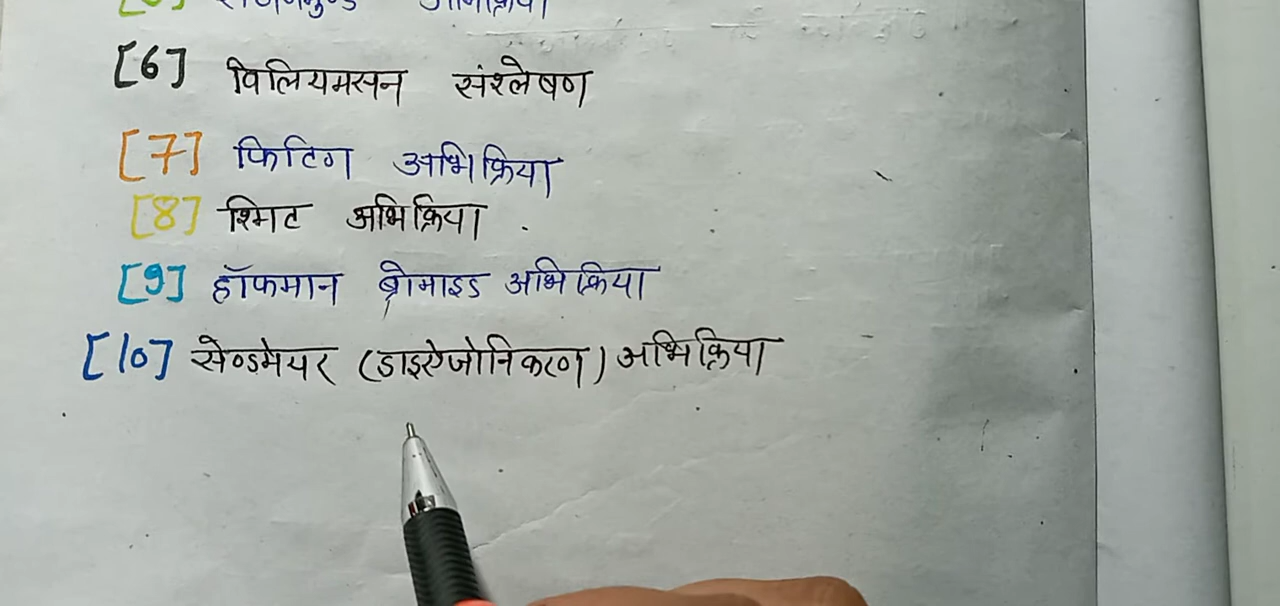 [6] विलियमसन संश्लेषण
[7] फिटिग अभिक्रिया
[8] श्मिट अभिक्रिया .
[9] हॉफमान ब्रोमाइड अभिक्रिया
[10] सेण्डमेयर (डाइऐजोनिकरण) अभिक्रिया